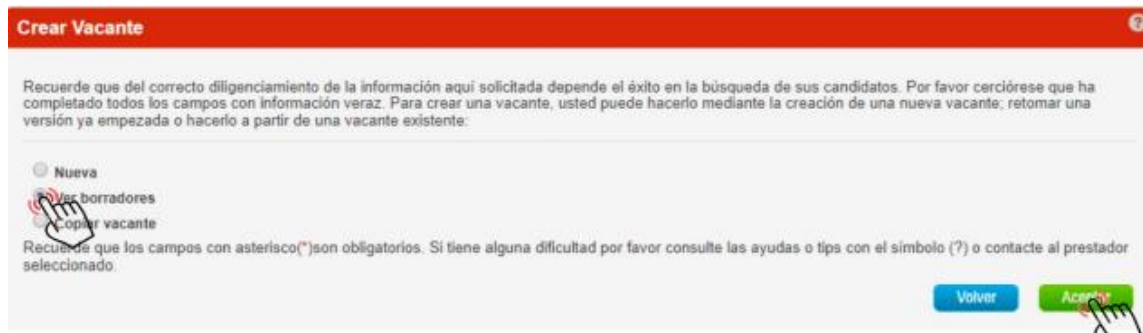 Crear Vacante
Recuerde que del correcto diligenciamiento de la información aquí solicitada depende el éxito en la búsqueda de sus candidatos. Por favor cerciórese que ha
completado todos los campos con información veraz. Para crear una vacante, usted puede hacerlo mediante la creación de una nueva vacante; retomar una
versión ya empezada o hacerlo a partir de una vacante existente:
Nueva
Ver borradores
Copiar vacante
Recuerde que los campos con asterisco(*)son obligatorios. Si tiene alguna dificultad por favor consulte las ayudas o tips con el símbolo (?) o contacte al prestador
seleccionado.
Volver Aceptar